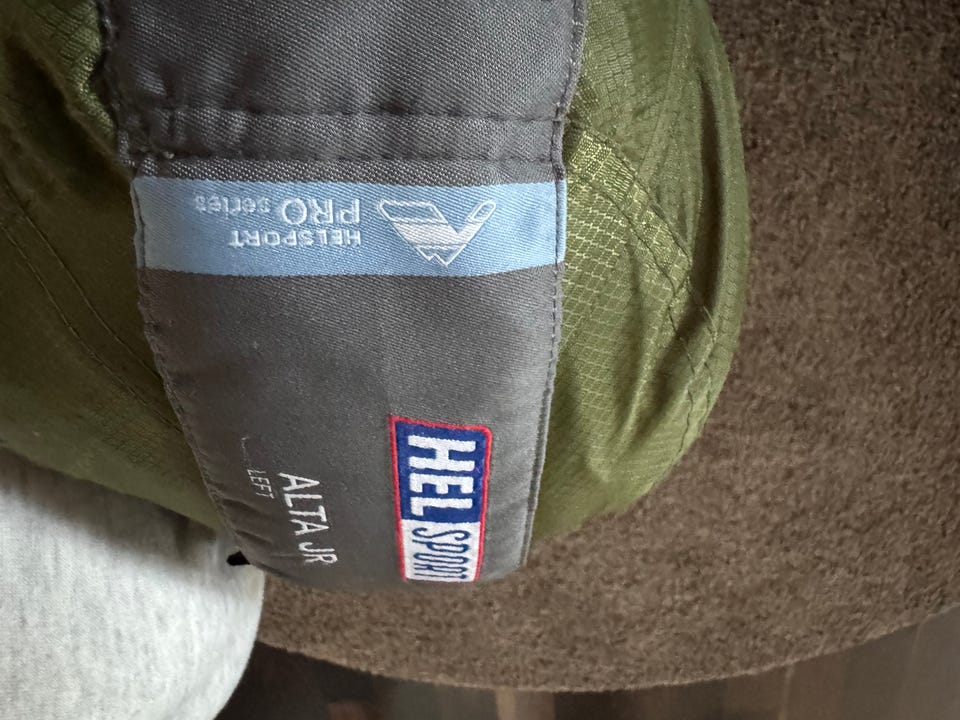 HELSPORT
PRO series
HELSPORT
ALTA JR
LEFT